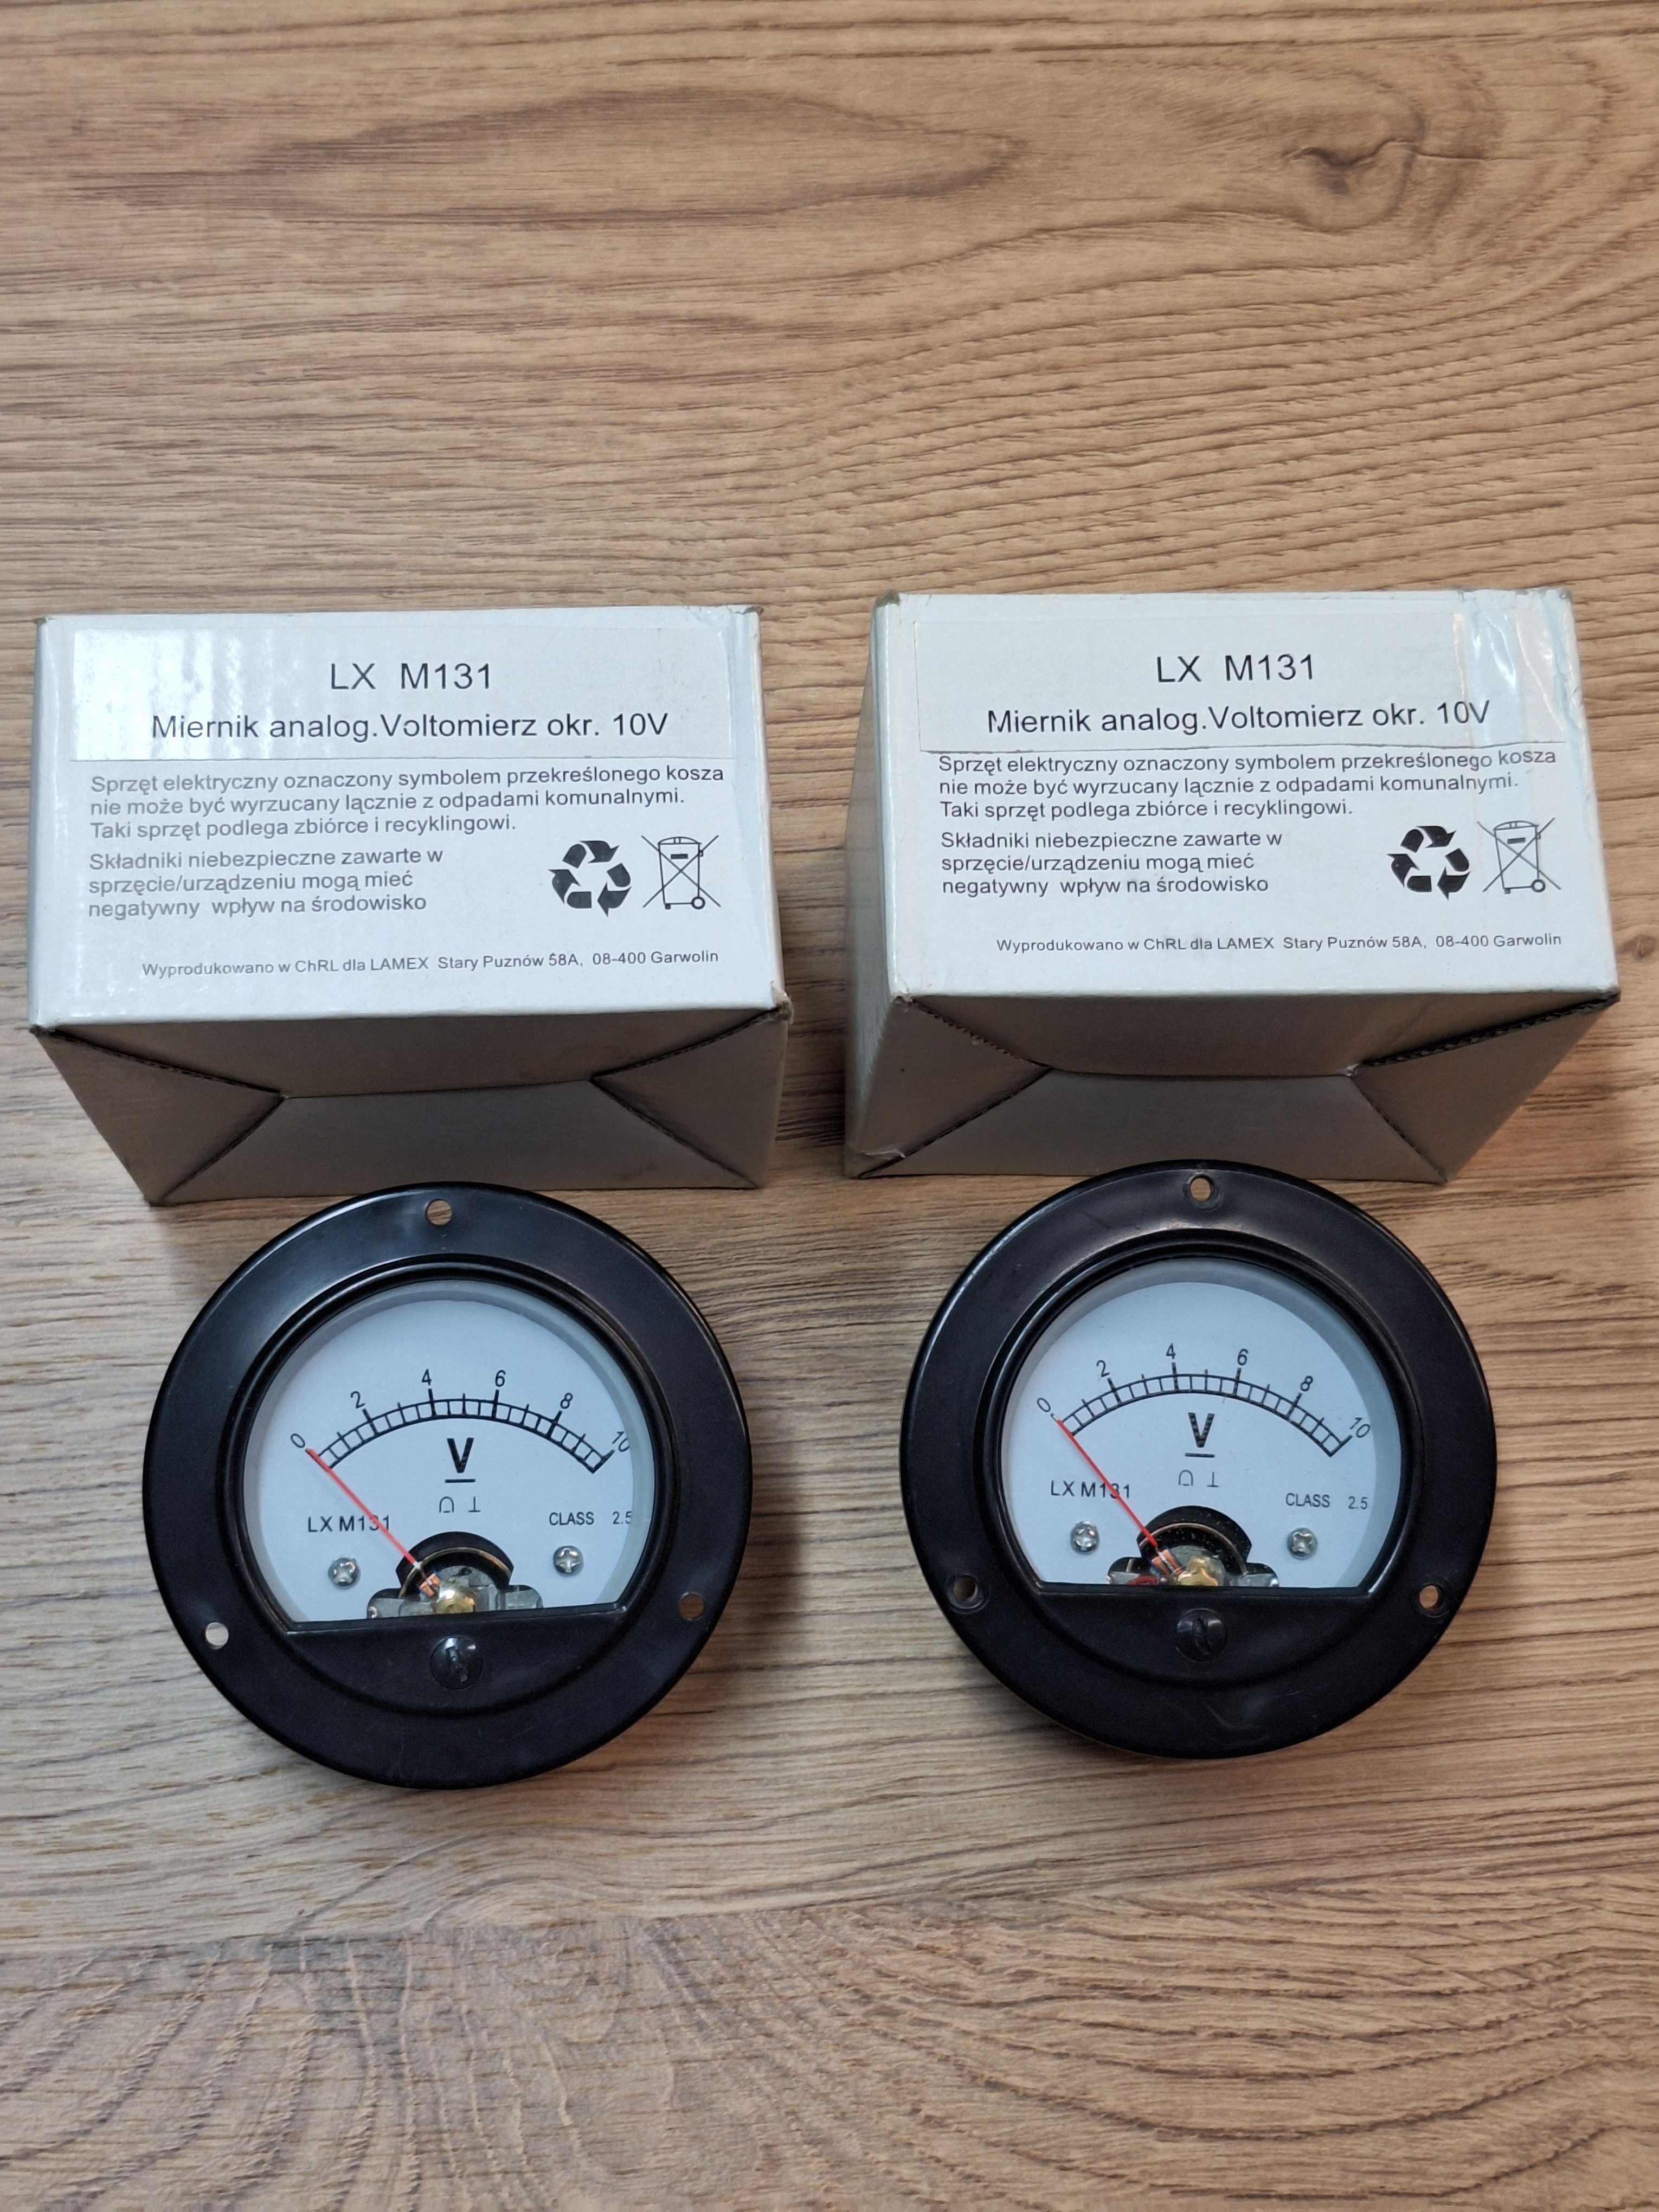 LX M131
Miernik analog.Voltomierz okr. 10V
Sprzęt elektryczny oznaczony symbolem przekreślonego kosza
nie może być wyrzucany łącznie z odpadami komunalnymi.
Taki sprzęt podlega zbiórce i recyklingowi.
Składniki niebezpieczne zawarte w
sprzęcie/urządzeniu mogą mieć
negatywny wpływ na środowisko
Wyprodukowano w ChRL dla LAMEX Stary Puznów 58A, 08-400 Garwolin
LX M131
Miernik analog.Voltomierz okr. 10V
Sprzęt elektryczny oznaczony symbolem przekreślonego kosza
nie może być wyrzucany łącznie z odpadami komunalnymi.
Taki sprzęt podlega zbiórce i recyklingowi.
Składniki niebezpieczne zawarte w
sprzęcie/urządzeniu mogą mieć
negatywny wpływ na środowisko
Wyprodukowano w ChRL dla LAMEX Stary Puznów 58A, 08-400 Garwolin
0 2 4 6 8 10
V
LX M131
CLASS 2.5
0 2 4 6 8 10
V
LX M131
CLASS 2.5